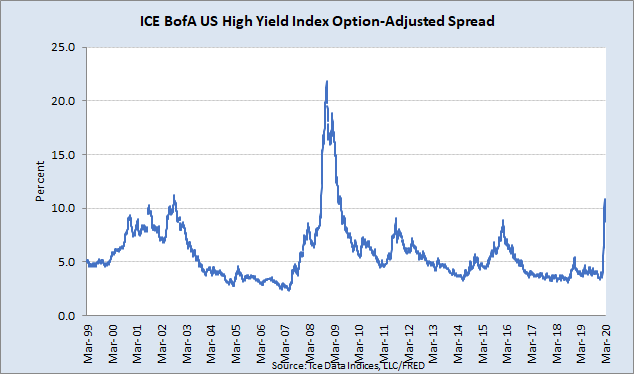 ICE BofA US High Yield Index Option-Adjusted Spread
25.0
20.0
15.0
10.0
5.0
0.0
Percent
Mar- 99
Mar- 00
Mar- 01
Mar- 02
Mar- 03
Mar- 04
Mar- 05
Mar- 06
Mar- 07
Mar- 08
Mar- 09
Mar- 10
Mar- 11
Mar- 12
Mar- 13
Mar- 14
Mar- 15
Mar- 16
Mar- 17
Mar- 18
Mar- 19
Mar- 20
Source: Ice Data Indices, LLC/FRED